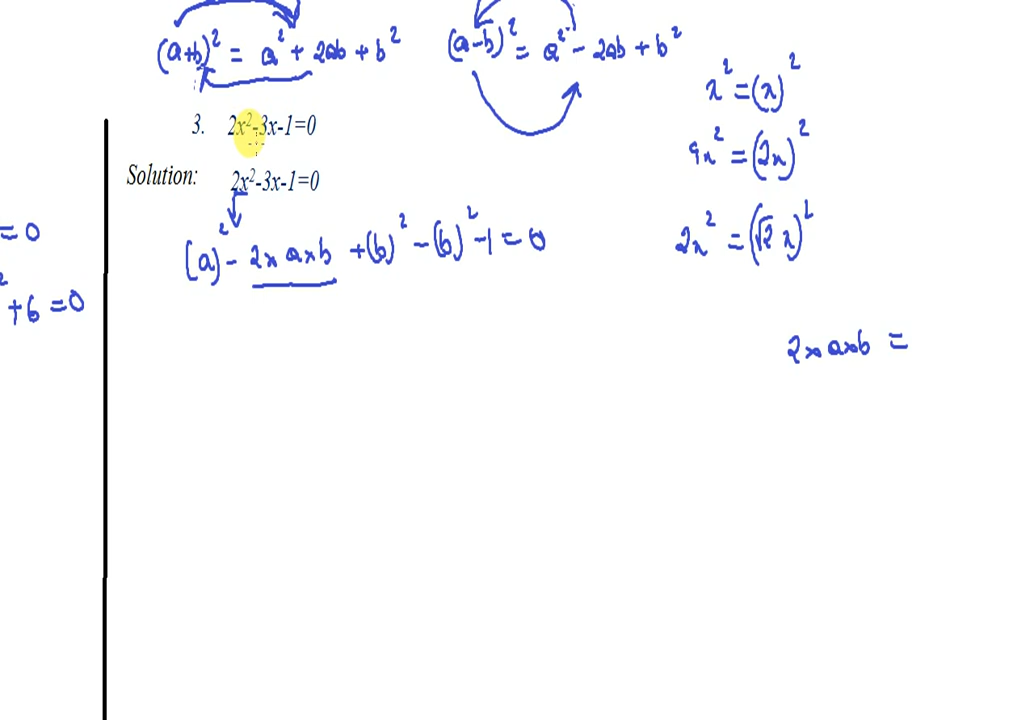 (a+b)² = a² + 2ab + b²
(a-b)² = a² - 2ab + b²
x² = (x)²
3. 2x²-3x-1=0
4x² = (2x)²
Solution: 2x²-3x-1=0
= 0
(a)² - 2 x a x b + (b)² - (b)² - 1 = 0
2x² = (√2 x)²
2
+6 = 0
2 x a x b =